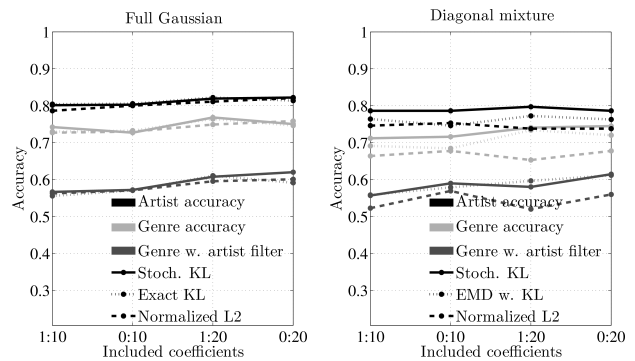 Full Gaussian
1
0.9
0.8
0.7
0.6
0.5
0.4
0.3
Accuracy
Artist accuracy
Genre accuracy
Genre w. artist filter
Stoch. KL
Exact KL
Normalized L2
1:10 0:10 1:20 0:20
Included coefficients
Diagonal mixture
1
0.9
0.8
0.7
0.6
0.5
0.4
0.3
Accuracy
Artist accuracy
Genre accuracy
Genre w. artist filter
Stoch. KL
EMD w. KL
Normalized L2
1:10 0:10 1:20 0:20
Included coefficients